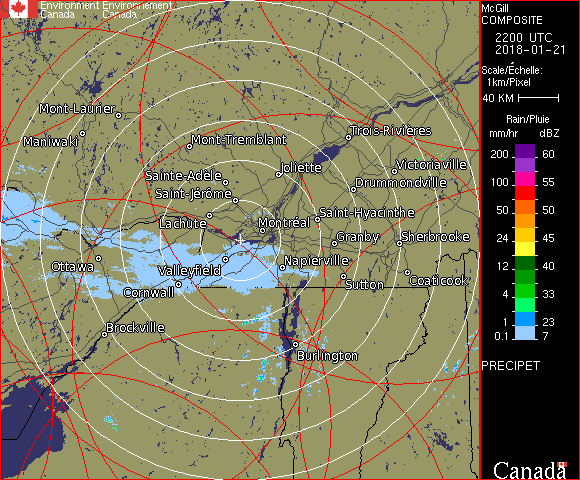 Environment Environnement
Canada Canada
McGill
COMPOSITE
2200 UTC
2018-01-21
Scale/Échelle:
1km/Pixel
40 KM
Rain/Pluie
mm/hr dBZ
200 60
155
100 55
50 50
24 45
12 40
4 33
1 23
0.1 7
PRECIPET
Canada
Mont-Laurier
Maniwaki
Mont-Tremblant
Trois-Rivières
Sainte-Adèle
Joliette
Victoriaville
Saint-Jérôme
Drummondville
Lachute
Montréal
Saint-Hyacinthe
Granby
Sherbrooke
Ottawa
Valleyfield
Napierville
Cornwall
Sutton
Coaticook
Brockville
Burlington